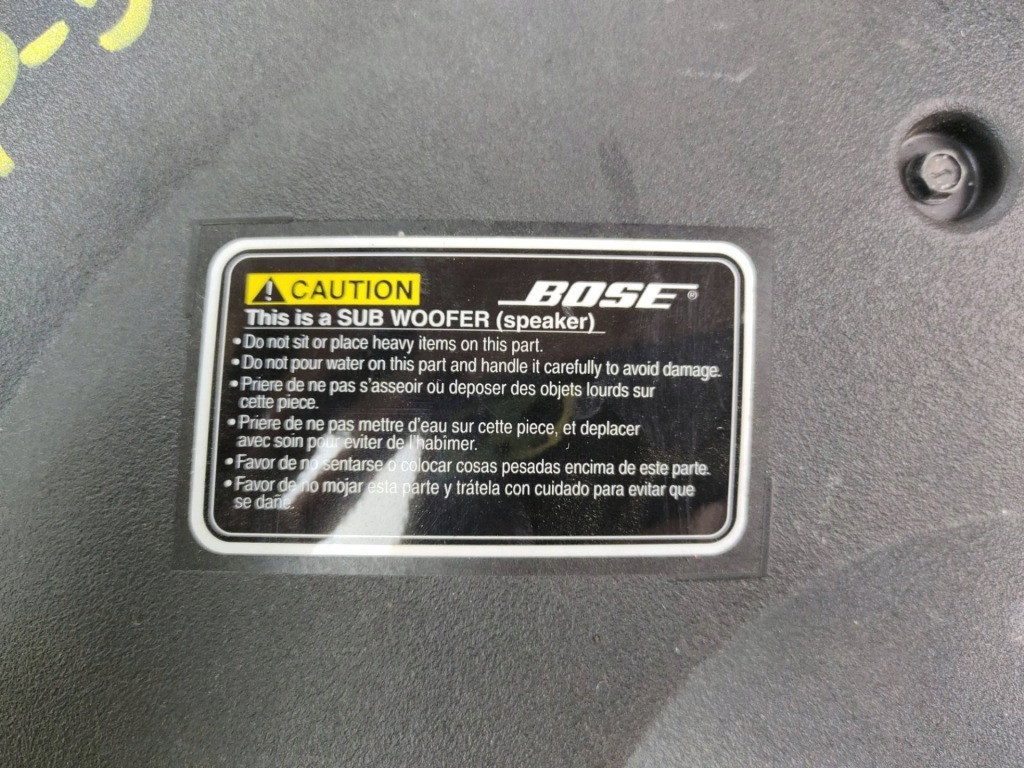 CAUTION
BOSE®
This is a SUB WOOFER (speaker)
• Do not sit or place heavy items on this part.
• Do not pour water on this part and handle it carefully to avoid damage.
• Priere de ne pas s'asseoir ou deposer des objets lourds sur
cette piece.
• Priere de ne pas mettre d'eau sur cette piece, et deplacer
avec soin pour éviter de l'habîmer.
• Favor de no sentarse o colocar cosas pesadas encima de este parte.
• Favor de no mojar esta parte y trátela con cuidado para evitar que
se dañe.